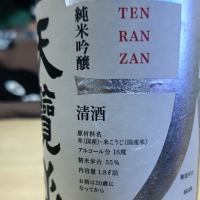 天覧山
純米吟醸
TEN
RAN
ZAN
清酒
原材料名
米(国産)・米こうじ(国産米)
アルコール分 15度
精米歩合 55%
内容量 1.8ℓ詰
お酒は20歳に
なってから